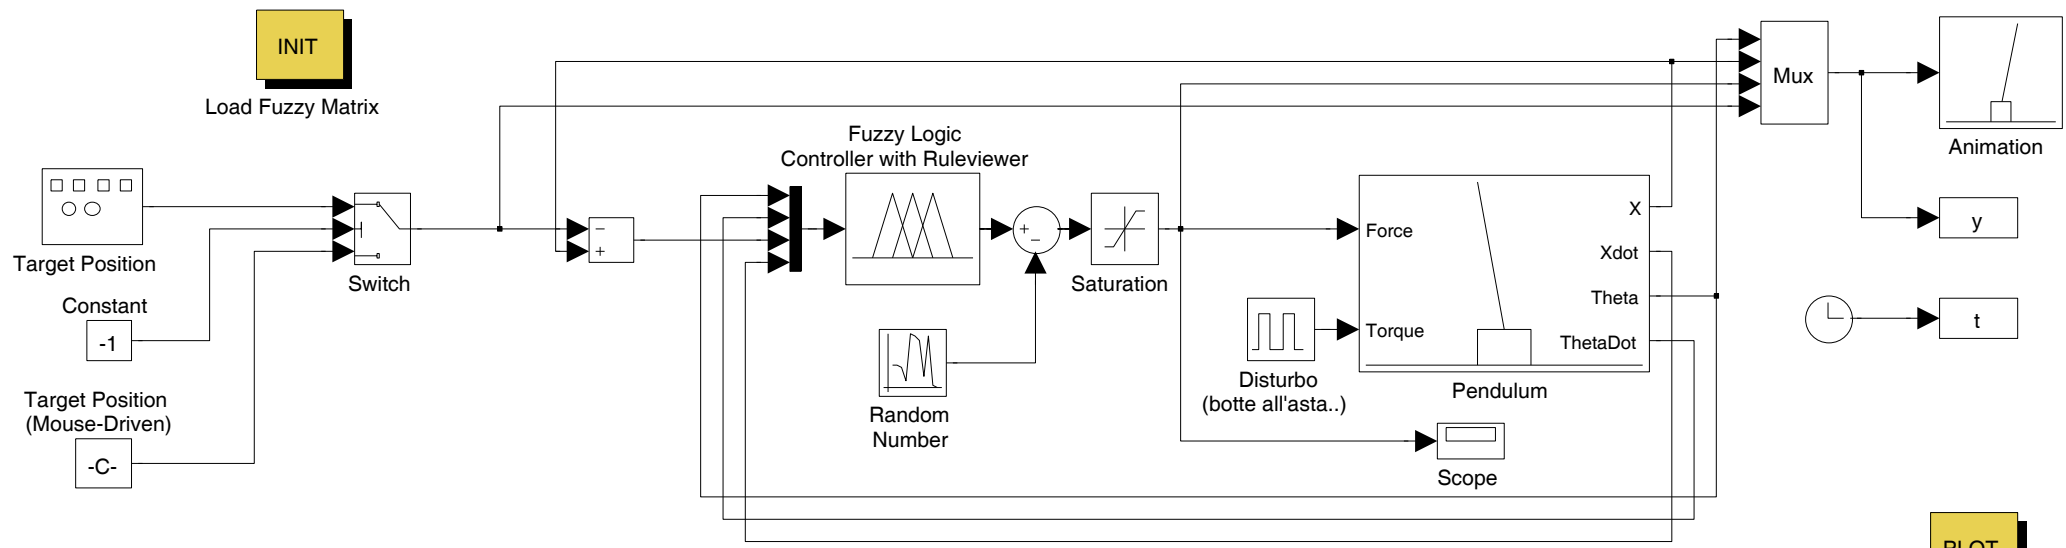 INIT
Load Fuzzy Matrix
Target Position
Constant
-1
Target Position
(Mouse-Driven)
-C-
Switch
−
+
Fuzzy Logic
Controller with Ruleviewer
+
−
Random
Number
Saturation
Disturbo
(botte all'asta..)
Force
Torque
X
Xdot
Theta
ThetaDot
Pendulum
Scope
Mux
Animation
y
t
PLOT